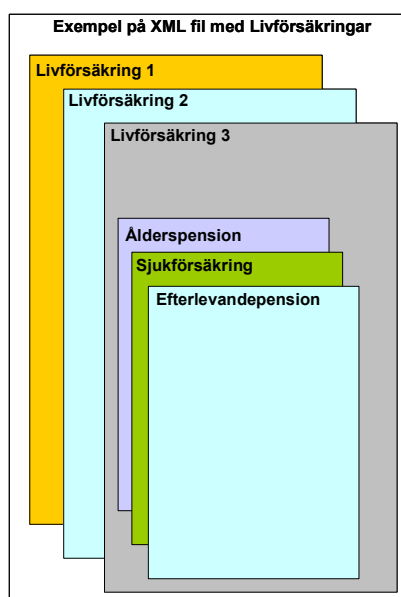 Exempel på XML fil med Livförsäkringar
Livförsäkring 1
Livförsäkring 2
Livförsäkring 3
Ålderspension
Sjukförsäkring
Efterlevandepension